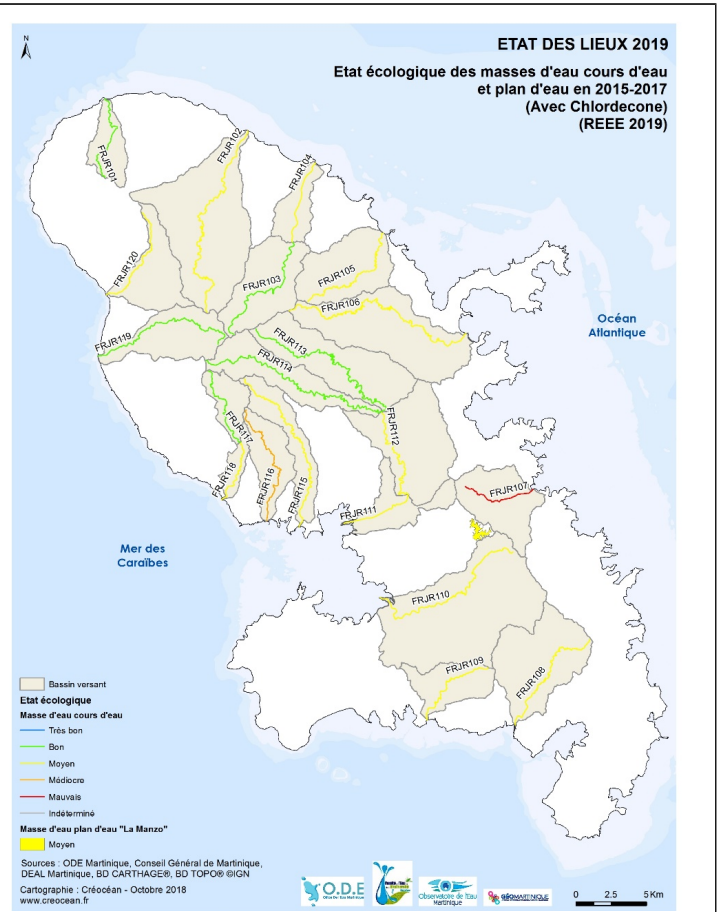 N
ETAT DES LIEUX 2019
Etat écologique des masses d'eau cours d'eau
et plan d'eau en 2015-2017
(Avec Chlordecone)
(REEE 2019)
FRJR101
FRJR102
FRJR104
FRJR120
FRJR103
FRJR105
FRJR106
FRJR119
FRJR113
FRJR114
Océan
Atlantique
FRJR112
FRJR117
FRJR118
FRJR116
FRJR115
FRJR111
FRJR107
Mer des
Caraïbes
FRJR110
FRJR109
FRJR108
Bassin versant
Etat écologique
Masse d'eau cours d'eau
Très bon
Bon
Moyen
Médiocre
Mauvais
Indéterminé
Masse d'eau plan d'eau "La Manzo"
Moyen
Sources : ODE Martinique, Conseil Général de Martinique,
DEAL Martinique, BD CARTHAGE®, BD TOPO® ©IGN
Cartographie : Créocéan - Octobre 2018
www.creocean.fr
O.D.E
Office De l'Eau Martinique
Observatoire de l'Eau
Martinique
GÉOMARTINIQUE
0 2.5 5 Km